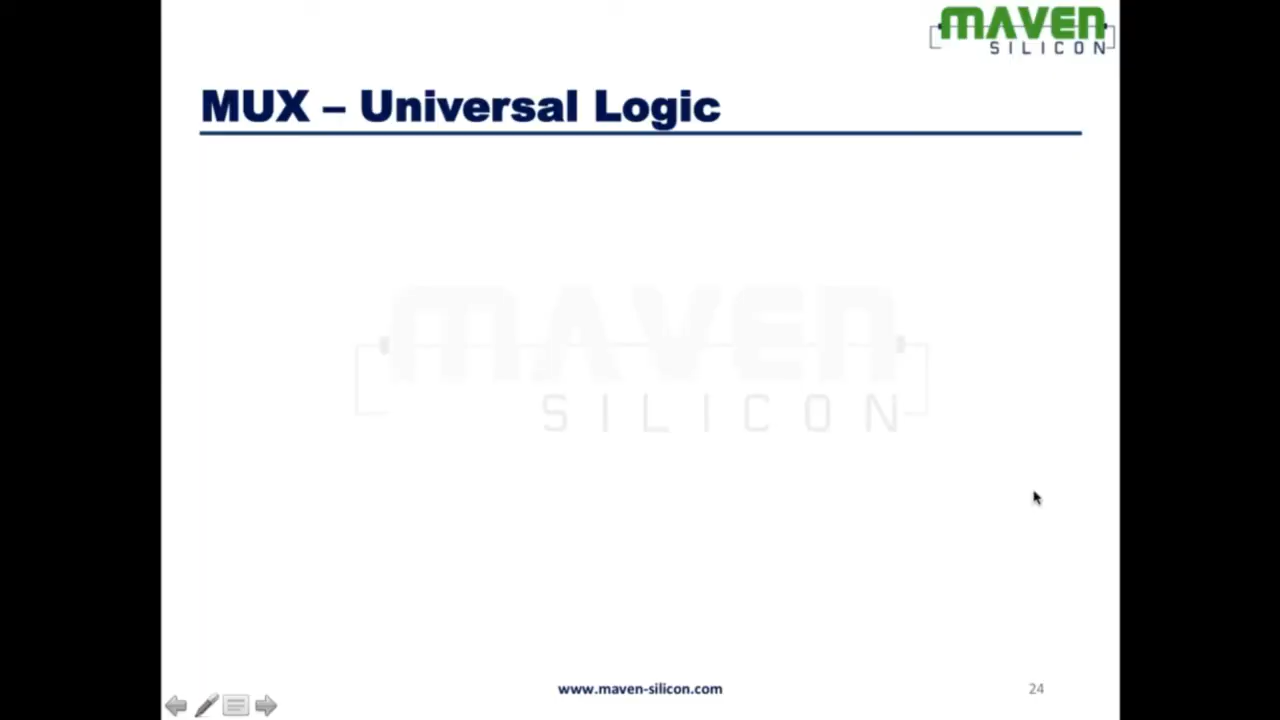 MAVEN
SILICON
MUX – Universal Logic
MAVEN
SILICON
www.maven-silicon.com
24